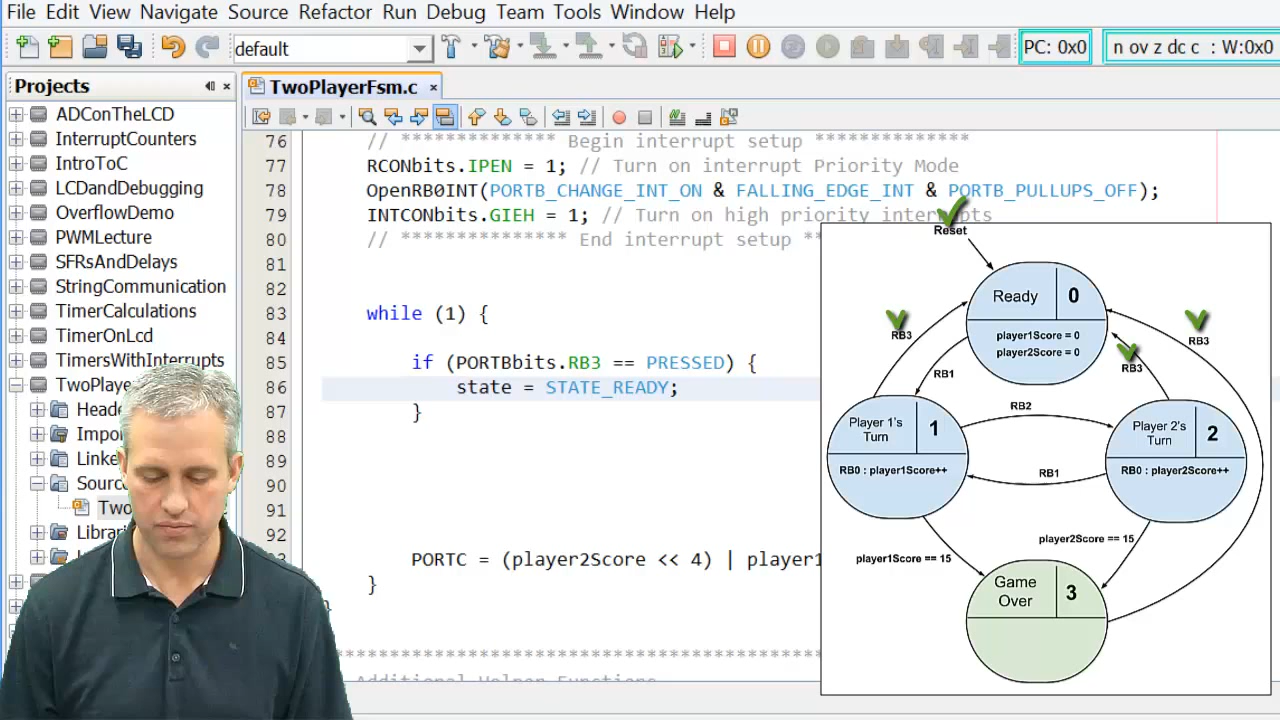 File Edit View Navigate Source Refactor Run Debug Team Tools Window Help
default
PC: 0x0
n ov z dc c : W:0x0
Projects
TwoPlayerFsm.c
ADConTheLCD
InterruptCounters
IntroToC
LCDandDebugging
OverflowDemo
PWMLecture
SFRsAndDelays
StringCommunication
TimerCalculations
TimerOnLcd
TimersWithInterrupts
TwoPlayer
Heade
Impor
Linke
Sourc
Two
Librari
76 // ************** Begin interrupt setup **************
77 RCONbits.IPEN = 1; // Turn on interrupt Priority Mode
78 OpenRB0INT(PORTB_CHANGE_INT_ON & FALLING_EDGE_INT & PORTB_PULLUPS_OFF);
79 INTCONbits.GIEH = 1; // Turn on high priority interrupts
80 // *************** End interrupt setup **
81
82
83 while (1) {
84
85 if (PORTBbits.RB3 == PRESSED) {
86 state = STATE_READY;
87 }
88
89
90
91
92
PORTC = (player2Score << 4) | player1
}
Additional Helper Functions
Reset
Ready 0
player1Score = 0
player2Score = 0
RB3
RB3
RB3
RB1
RB2
Player 1's
Turn
1
RB0 : player1Score++
Player 2's
Turn
2
RB0 : player2Score++
RB1
player2Score == 15
player1Score == 15
Game
Over
3